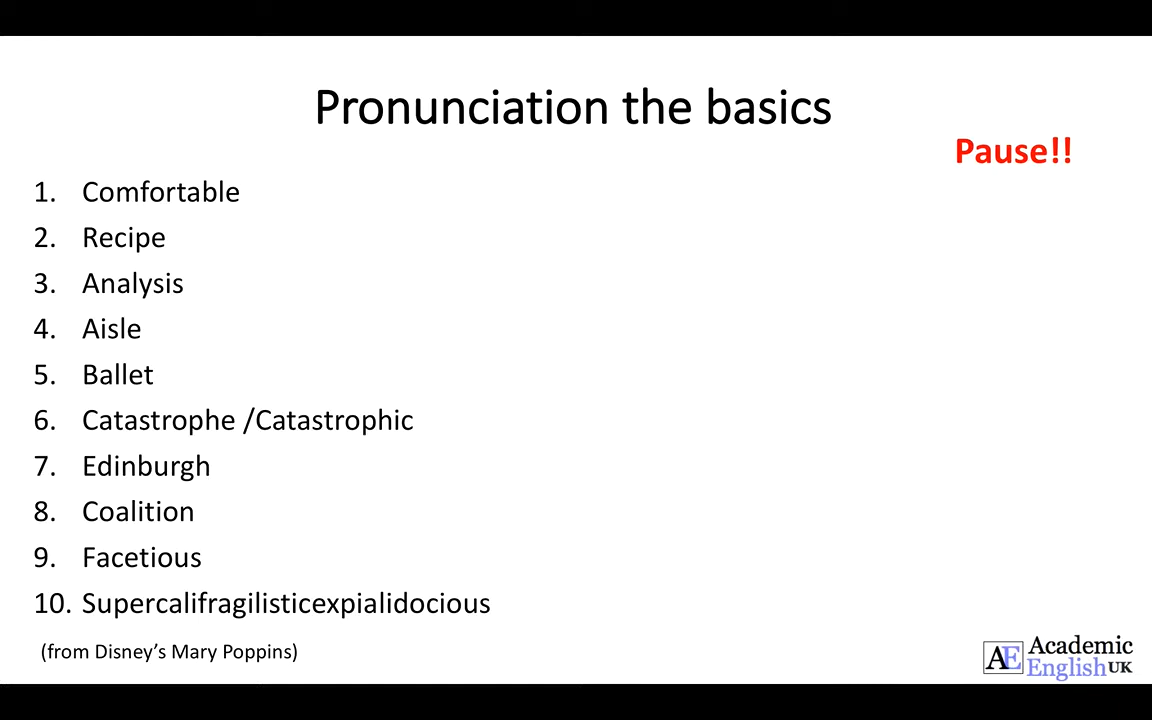 Pronunciation the basics
Pause!!
1. Comfortable
2. Recipe
3. Analysis
4. Aisle
5. Ballet
6. Catastrophe /Catastrophic
7. Edinburgh
8. Coalition
9. Facetious
10. Supercalifragilisticexpialidocious
(from Disney’s Mary Poppins)
AE Academic
English UK